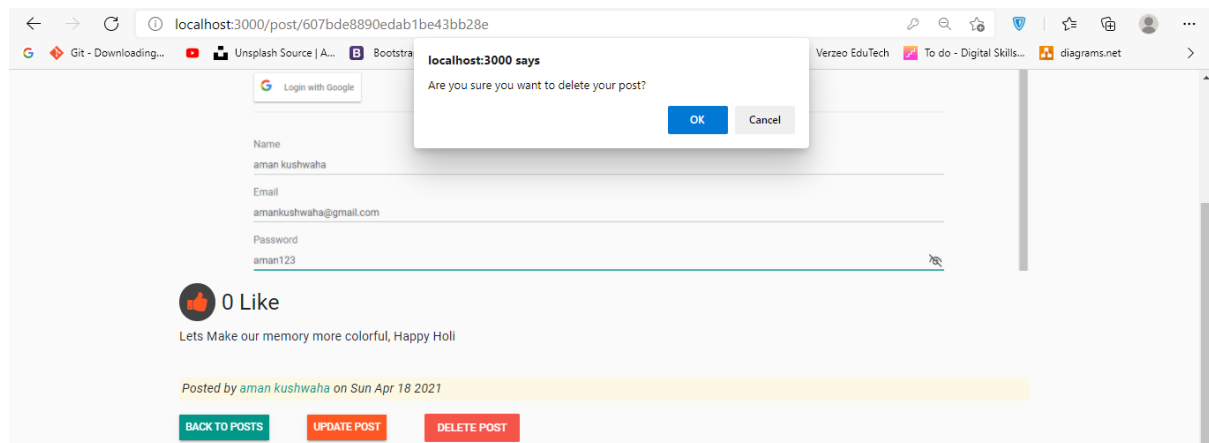 localhost:3000/post/607bde8890edab1be43bb28e
Git - Downloading... Unsplash Source | A... Bootstra Verzeo EduTech To do - Digital Skills... diagrams.net
localhost:3000 says
Are you sure you want to delete your post?
OK Cancel
Login with Google
Name
aman kushwaha
Email
amankushwaha@gmail.com
Password
aman123
0 Like
Lets Make our memory more colorful, Happy Holi
Posted by aman kushwaha on Sun Apr 18 2021
BACK TO POSTS UPDATE POST DELETE POST